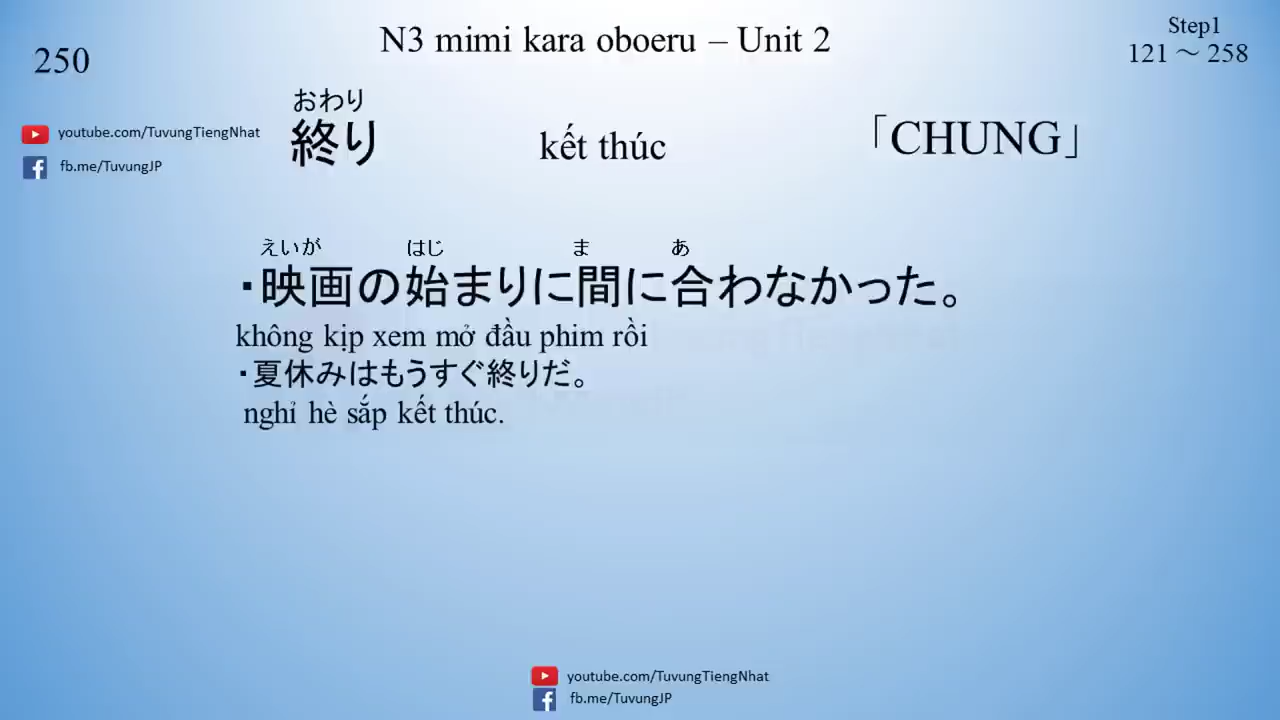 N3 mimi kara oboeru – Unit 2
Step1
121 ～ 258
250
おわり
終り
kết thúc
「CHUNG」
youtube.com/TuvungTiengNhat
fb.me/TuvungJP
えいが はじ ま あ
・映画の始まりに間に合わなかった。
không kịp xem mở đầu phim rồi
・夏休みはもうすぐ終りだ。
nghỉ hè sắp kết thúc.
youtube.com/TuvungTiengNhat
fb.me/TuvungJP